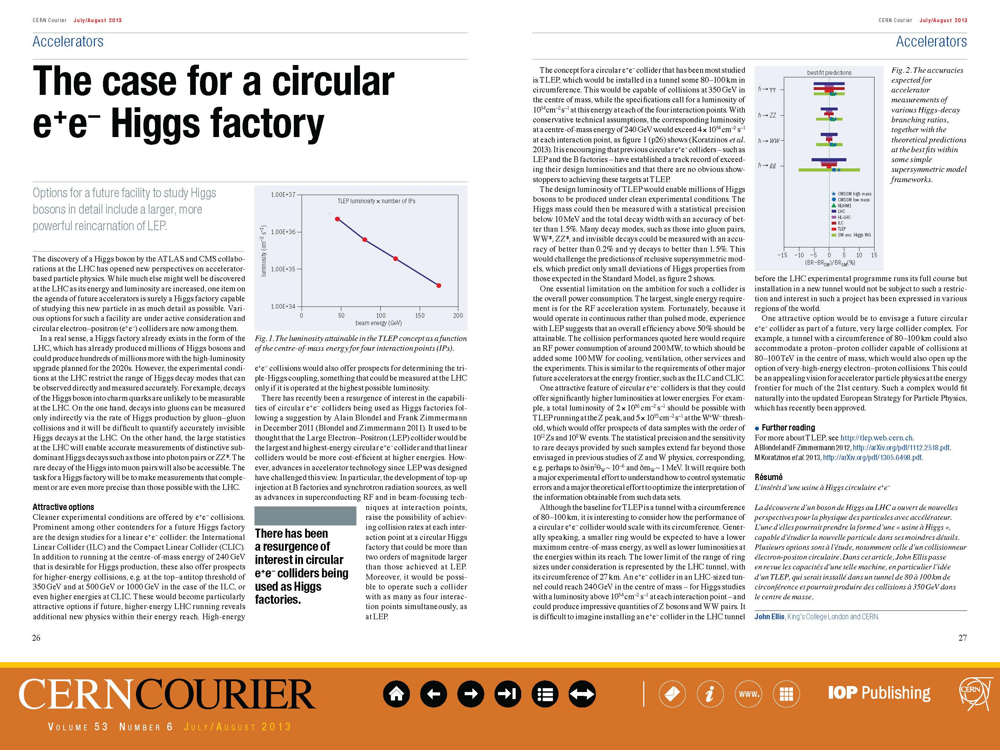 CERN Courier July/August 2013
Accelerators
The case for a circular
e⁺e⁻ Higgs factory
Options for a future facility to study Higgs
bosons in detail include a larger, more
powerful reincarnation of LEP.
The discovery of a Higgs boson by the ATLAS and CMS collabo-
rations at the LHC has opened new perspectives on accelerator-
based particle physics. While much else might well be discovered
at the LHC as its energy and luminosity are increased, one item on
the agenda of future accelerators is surely a Higgs factory capable
of studying this new particle in as much detail as possible. Vari-
ous options for such a facility are under active consideration and
circular electron–positron (e⁺e⁻) colliders are now among them.
In a real sense, a Higgs factory already exists in the form of the
LHC, which has already produced millions of Higgs bosons and
could produce hundreds of millions more with the high-luminosity
upgrade planned for the 2020s. However, the experimental condi-
tions at the LHC restrict the range of Higgs decay modes that can
be observed directly and measured accurately. For example, decays
of the Higgs boson into charm quarks are unlikely to be measurable
at the LHC. On the one hand, decays into gluons can be measured
only indirectly via the rate of Higgs production by gluon–gluon
collisions and it will be difficult to quantify accurately invisible
Higgs decays at the LHC. On the other hand, the large statistics
at the LHC will enable accurate measurements of distinctive sub-
dominant Higgs decays such as those into photon pairs or ZZ*. The
rare decay of the Higgs into muon pairs will also be accessible. The
task for a Higgs factory will be to make measurements that comple-
ment or are even more precise than those possible with the LHC.
Attractive options
Cleaner experimental conditions are offered by e⁺e⁻ collisions.
Prominent among other contenders for a future Higgs factory
are the design studies for a linear e⁺e⁻ collider: the International
Linear Collider (ILC) and the Compact Linear Collider (CLIC).
In addition to running at the centre-of-mass energy of 240 GeV
that is desirable for Higgs production, these also offer prospects
for higher-energy collisions, e.g. at the top–antitop threshold of
350 GeV and at 500 GeV or 1000 GeV in the case of the ILC, or
even higher energies at CLIC. These would become particularly
attractive options if future, higher-energy LHC running reveals
additional new physics within their energy reach. High-energy
1.00E+37
1.00E+36
1.00E+35
1.00E+34
luminosity (cm⁻² s⁻¹)
TLEP luminosity × number of IPs
0 50 100 150 200
beam energy (GeV)
Fig. 1. The luminosity attainable in the TLEP concept as a function
of the centre-of-mass energy for four interaction points (IPs).
e⁺e⁻ collisions would also offer prospects for determining the tri-
ple-Higgs coupling, something that could be measured at the LHC
only if it is operated at the highest possible luminosity.
There has recently been a resurgence of interest in the capabili-
ties of circular e⁺e⁻ colliders being used as Higgs factories fol-
lowing a suggestion by Alain Blondel and Frank Zimmermann
in December 2011 (Blondel and Zimmermann 2011). It used to be
thought that the Large Electron–Positron (LEP) collider would be
the largest and highest-energy circular e⁺e⁻ collider and that linear
colliders would be more cost-efficient at higher energies. How-
ever, advances in accelerator technology since LEP was designed
have challenged this view. In particular, the development of top-up
injection at B factories and synchrotron radiation sources, as well
as advances in superconducting RF and in beam-focusing tech-
niques at interaction points,
raise the possibility of achiev-
ing collision rates at each inter-
action point at a circular Higgs
factory that could be more than
two orders of magnitude larger
than those achieved at LEP.
Moreover, it would be possi-
ble to operate such a collider
with as many as four interac-
tion points simultaneously, as
at LEP.
There has been
a resurgence of
interest in circular
e⁺e⁻ colliders being
used as Higgs
factories.
26
CERN Courier July/August 2013
Accelerators
The concept for a circular e⁺e⁻ collider that has been most studied
is TLEP, which would be installed in a tunnel some 80–100 km in
circumference. This would be capable of collisions at 350 GeV in
the centre of mass, while the specifications call for a luminosity of
10³⁴ cm⁻² s⁻¹ at this energy at each of the four interaction points. With
conservative technical assumptions, the corresponding luminosity
at a centre-of-mass energy of 240 GeV would exceed 4 × 10³⁴ cm⁻² s⁻¹
at each interaction point, as figure 1 (p26) shows (Koratzinos et al.
2013). It is encouraging that previous circular e⁺e⁻ colliders – such as
LEP and the B factories – have established a track record of exceed-
ing their design luminosities and that there are no obvious show-
stoppers to achieving these targets at TLEP.
The design luminosity of TLEP would enable millions of Higgs
bosons to be produced under clean experimental conditions. The
Higgs mass could then be measured with a statistical precision
below 10 MeV and the total decay width with an accuracy of bet-
ter than 1.5%. Many decay modes, such as those into gluon pairs,
WW*, ZZ*, and invisible decays could be measured with an accu-
racy of better than 0.2% and γγ decays to better than 1.5%. This
would challenge the predictions of reclusive supersymmetric mod-
els, which predict only small deviations of Higgs properties from
those expected in the Standard Model, as figure 2 shows.
One essential limitation on the ambition for such a collider is
the overall power consumption. The largest, single energy require-
ment is for the RF acceleration system. Fortunately, because it
would operate in continuous rather than pulsed mode, experience
with LEP suggests that an overall efficiency above 50% should be
attainable. The collision performances quoted here would require
an RF power consumption of around 200 MW, to which should be
added some 100 MW for cooling, ventilation, other services and
the experiments. This is similar to the requirements of other major
future accelerators at the energy frontier, such as the ILC and CLIC.
One attractive feature of circular e⁺e⁻ colliders is that they could
offer significantly higher luminosities at lower energies. For exam-
ple, a total luminosity of 2 × 10³⁶ cm⁻² s⁻¹ should be possible with
TLEP running at the Z peak, and 5 × 10³⁵ cm⁻² s⁻¹ at the W⁺W⁻ thresh-
old, which would offer prospects of data samples with the order of
10¹² Zs and 10⁸ W events. The statistical precision and the sensitivity
to rare decays provided by such samples extend far beyond those
envisaged in previous studies of Z and W physics, corresponding,
e.g. perhaps to δsin²θ_W ~ 10⁻⁶ and δm_W ~ 1 MeV. It will require both
a major experimental effort to understand how to control systematic
errors and a major theoretical effort to optimize the interpretation of
the information obtainable from such data sets.
Although the baseline for TLEP is a tunnel with a circumference
of 80–100 km, it is interesting to consider how the performance of
a circular e⁺e⁻ collider would scale with its circumference. Gener-
ally speaking, a smaller ring would be expected to have a lower
maximum centre-of-mass energy, as well as lower luminosities at
the energies within its reach. The lower limit of the range of ring
sizes under consideration is represented by the LHC tunnel, with
its circumference of 27 km. An e⁺e⁻ collider in an LHC-sized tun-
nel could reach 240 GeV in the centre of mass – for Higgs studies
with a luminosity above 10³⁴ cm⁻² s⁻¹ at each interaction point – and
could produce impressive quantities of Z bosons and WW pairs. It
is difficult to imagine installing an e⁺e⁻ collider in the LHC tunnel
best-fit predictions
h → γγ
h → ZZ
h → WW
h → gg
CMSSM high mass
CMSSM low mass
NUHM1
LHC
HL-LHC
ILC
TLEP
SM unc. Higgs WG
−15 −10 −5 0 5 10 15
(BR−BR_SM)/BR_SM(%)
Fig. 2. The accuracies
expected for
accelerator
measurements of
various Higgs-decay
branching ratios,
together with the
theoretical predictions
at the best fits within
some simple
supersymmetric model
frameworks.
before the LHC experimental programme runs its full course but
installation in a new tunnel would not be subject to such a restric-
tion and interest in such a project has been expressed in various
regions of the world.
One attractive option would be to envisage a future circular
e⁺e⁻ collider as part of a future, very large collider complex. For
example, a tunnel with a circumference of 80–100 km could also
accommodate a proton–proton collider capable of collisions at
80–100 TeV in the centre of mass, which would also open up the
option of very-high-energy electron–proton collisions. This could
be an appealing vision for accelerator particle physics at the energy
frontier for much of the 21st century. Such a complex would fit
naturally into the updated European Strategy for Particle Physics,
which has recently been approved.
● Further reading
For more about TLEP, see http://tlep.web.cern.ch.
A Blondel and F Zimmermann 2012, http://arXiv.org/pdf/1112.2518.pdf.
M Koratzinos et al. 2013, http://arXiv.org/pdf/1305.6498.pdf.
Résumé
L'intérêt d'une usine à Higgs circulaire e⁺e⁻
La découverte d'un boson de Higgs au LHC a ouvert de nouvelles
perspectives pour la physique des particules avec accélérateur.
L'une d'elles pourrait prendre la forme d'une « usine à Higgs »,
capable d'étudier la nouvelle particule dans ses moindres détails.
Plusieurs options sont à l'étude, notamment celle d'un collisionneur
électron-positon circulaire. Dans cet article, John Ellis passe
en revue les capacités d'une telle machine, en particulier l'idée
d'un TLEP, qui serait installé dans un tunnel de 80 à 100 km de
circonférence et pourrait produire des collisions à 350 GeV dans
le centre de masse.
John Ellis, King's College London and CERN.
27
CERNCOURIER
VOLUME 53 NUMBER 6 JULY/AUGUST 2013
i
www.
IOP Publishing
CERN